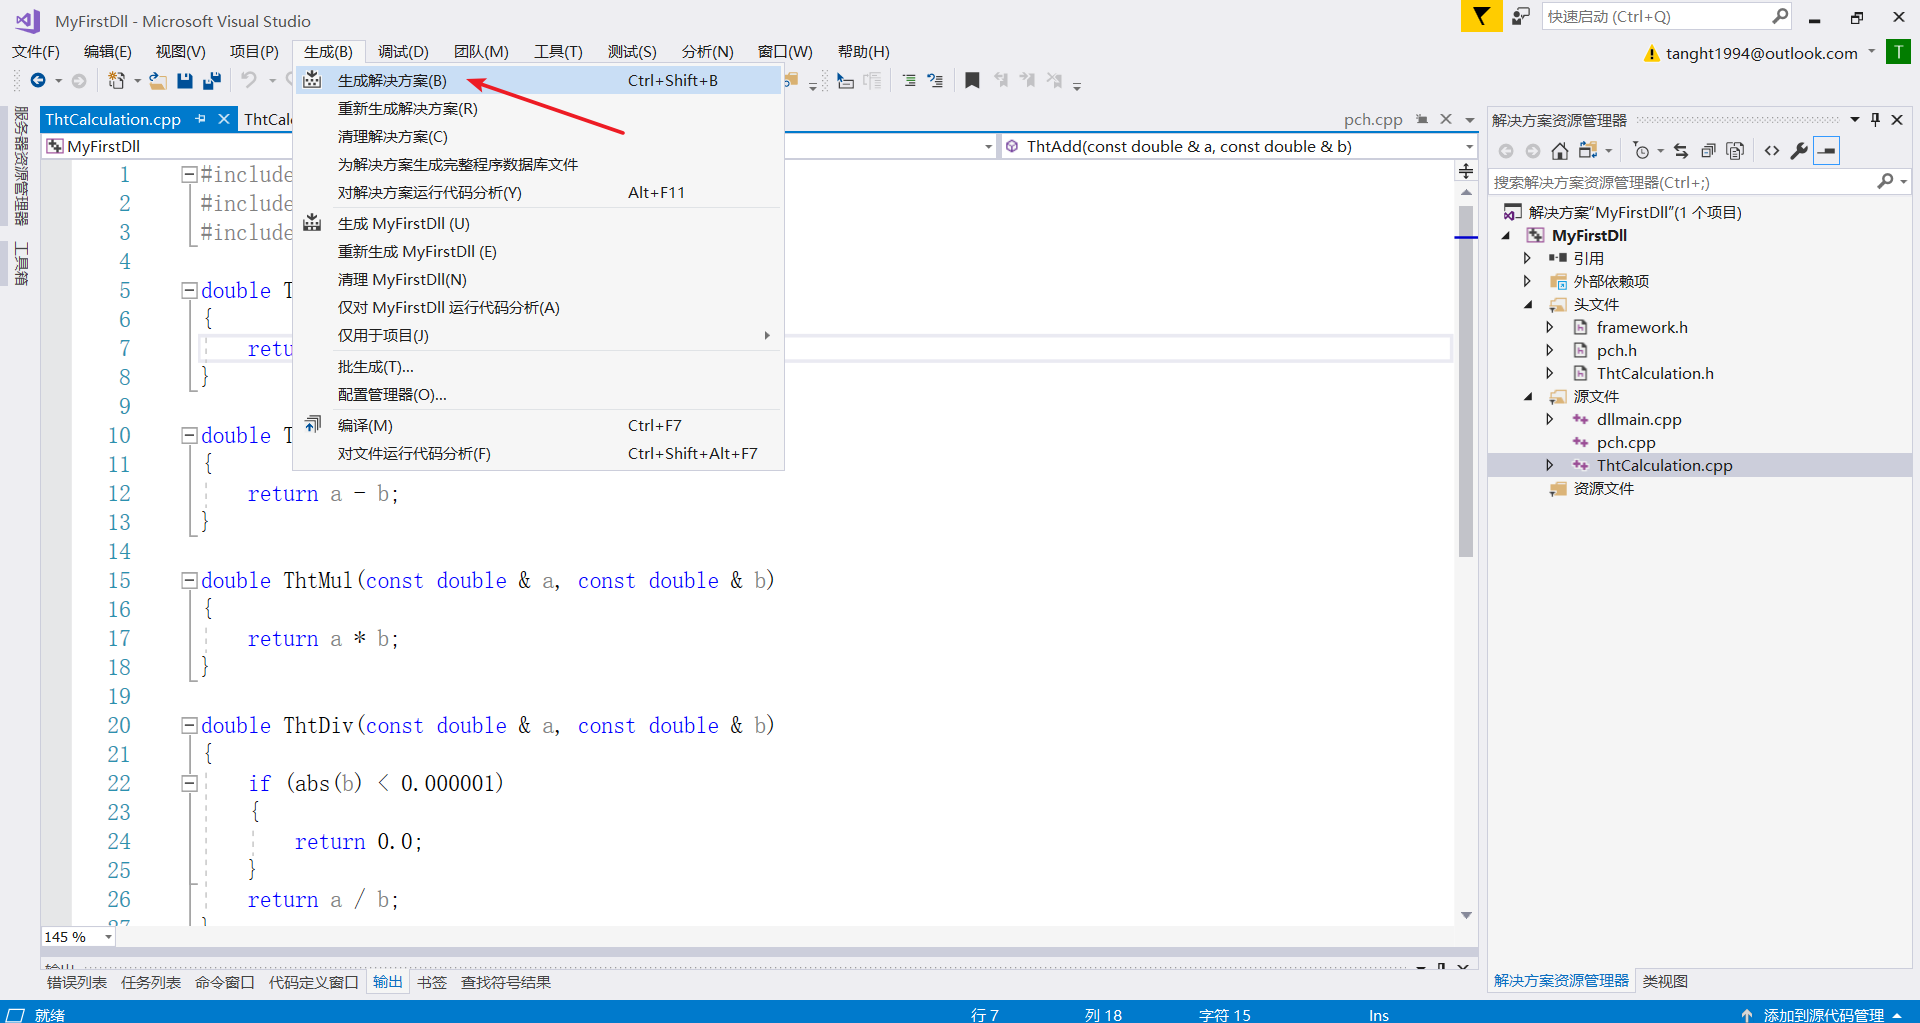 MyFirstDll - Microsoft Visual Studio
快速启动 (Ctrl+Q)
文件(F) 编辑(E) 视图(V) 项目(P) 生成(B) 调试(D) 团队(M) 工具(T) 测试(S) 分析(N) 窗口(W) 帮助(H)
tanght1994@outlook.com T
生成解决方案(B) Ctrl+Shift+B
重新生成解决方案(R)
清理解决方案(C)
为解决方案生成完整程序数据库文件
对解决方案运行代码分析(Y) Alt+F11
生成 MyFirstDll (U)
重新生成 MyFirstDll (E)
清理 MyFirstDll(N)
仅对 MyFirstDll 运行代码分析(A)
仅用于项目(J)
批生成(T)...
配置管理器(O)...
编译(M) Ctrl+F7
对文件运行代码分析(F) Ctrl+Shift+Alt+F7
服务器资源管理器
工具箱
ThtCalculation.cpp ThtCal
pch.cpp
MyFirstDll
ThtAdd(const double & a, const double & b)
1 #include
2 #include
3 #include
4
5 double T
6 {
7 retu
8 }
9
10 double T
11 {
12 return a - b;
13 }
14
15 double ThtMul(const double & a, const double & b)
16 {
17 return a * b;
18 }
19
20 double ThtDiv(const double & a, const double & b)
21 {
22 if (abs(b) < 0.000001)
23 {
24 return 0.0;
25 }
26 return a / b;
27 }
145 %
输出
错误列表 任务列表 命令窗口 代码定义窗口 输出 书签 查找符号结果
解决方案资源管理器
搜索解决方案资源管理器(Ctrl+;)
解决方案“MyFirstDll”(1 个项目)
MyFirstDll
引用
外部依赖项
头文件
framework.h
pch.h
ThtCalculation.h
源文件
dllmain.cpp
pch.cpp
ThtCalculation.cpp
资源文件
解决方案资源管理器 类视图
就绪 行 7 列 18 字符 15 Ins 添加到源代码管理